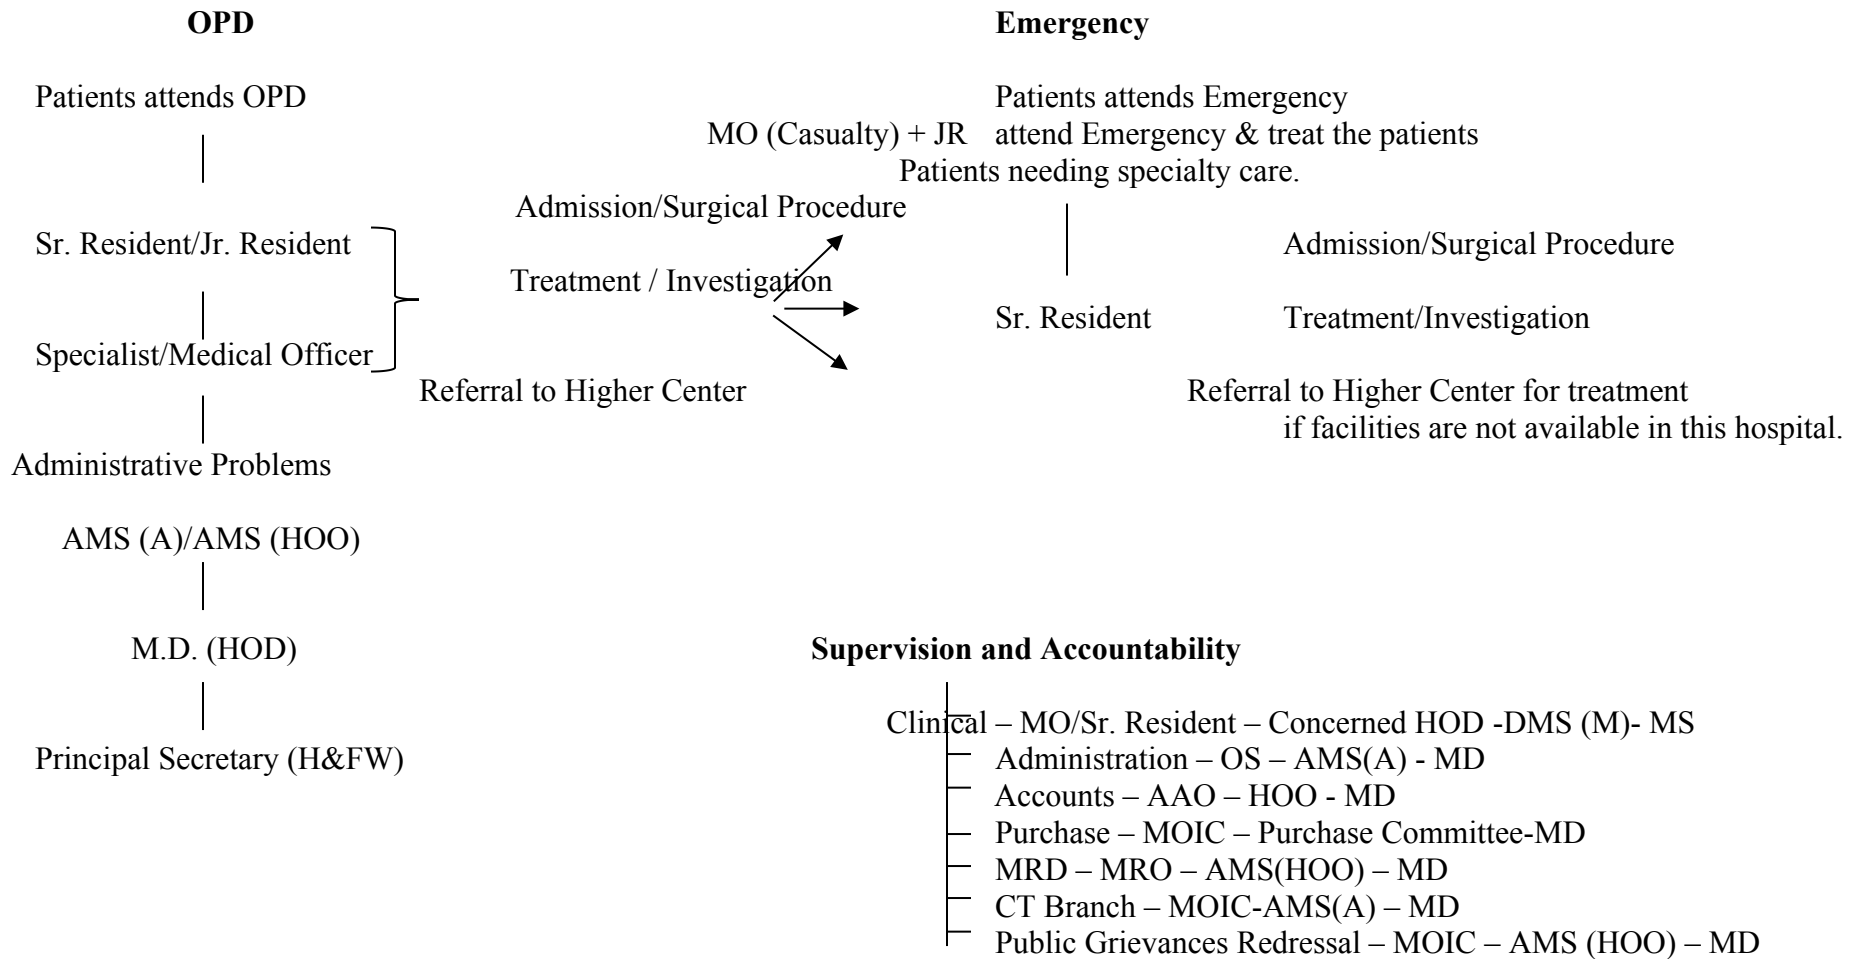 OPD
Patients attends OPD
Sr. Resident/Jr. Resident
Specialist/Medical Officer
Admission/Surgical Procedure
Treatment / Investigation
Referral to Higher Center
Administrative Problems
AMS (A)/AMS (HOO)
M.D. (HOD)
Principal Secretary (H&FW)
Emergency
Patients attends Emergency
MO (Casualty) + JR attend Emergency & treat the patients
Patients needing specialty care.
Sr. Resident
Admission/Surgical Procedure
Treatment/Investigation
Referral to Higher Center for treatment
if facilities are not available in this hospital.
Supervision and Accountability
Clinical – MO/Sr. Resident – Concerned HOD -DMS (M)- MS
Administration – OS – AMS(A) - MD
Accounts – AAO – HOO - MD
Purchase – MOIC – Purchase Committee-MD
MRD – MRO – AMS(HOO) – MD
CT Branch – MOIC-AMS(A) – MD
Public Grievances Redressal – MOIC – AMS (HOO) – MD